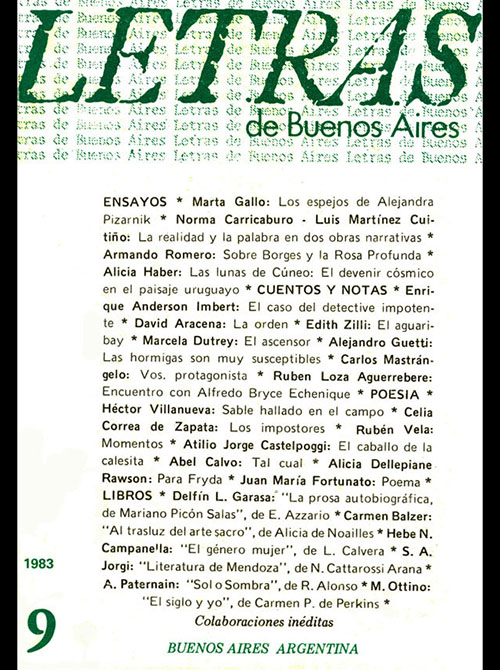 LETRAS
de Buenos Aires
ENSAYOS * Marta Gallo: Los espejos de Alejandra
Pizarnik * Norma Carricaburo - Luis Martínez Cui-
tiño: La realidad y la palabra en dos obras narrativas *
Armando Romero: Sobre Borges y la Rosa Profunda *
Alicia Haber: Las lunas de Cúneo: El devenir cósmico
en el paisaje uruguayo * CUENTOS Y NOTAS * Enri-
que Anderson Imbert: El caso del detective impoten-
te * David Aracena: La orden * Edith Zilli: El aguari-
bay * Marcela Dutrey: El ascensor * Alejandro Guetti:
Las hormigas son muy susceptibles * Carlos Mastrán-
gelo: Vos. protagonista * Ruben Loza Aguerrebere:
Encuentro con Alfredo Bryce Echenique * POESIA *
Héctor Villanueva: Sable hallado en el campo * Celia
Correa de Zapata: Los impostores * Rubén Vela:
Momentos * Atilio Jorge Castelpoggi: El caballo de la
calesita * Abel Calvo: Tal cual * Alicia Dellepiane
Rawson: Para Fryda * Juan María Fortunato: Poema *
LIBROS * Delfín L. Garasa: "La prosa autobiográfica,
de Mariano Picón Salas", de E. Azzario * Carmen Balzer:
"Al trasluz del arte sacro", de Alicia de Noailles * Hebe N.
Campanella: "El género mujer", de L. Calvera * S. A.
Jorgi: "Literatura de Mendoza", de N. Cattarossi Arana *
A. Paternain: "Sol o Sombra", de R. Alonso * M. Ottino:
"El siglo y yo", de Carmen P. de Perkins *
Colaboraciones inéditas
1983
9
BUENOS AIRES ARGENTINA